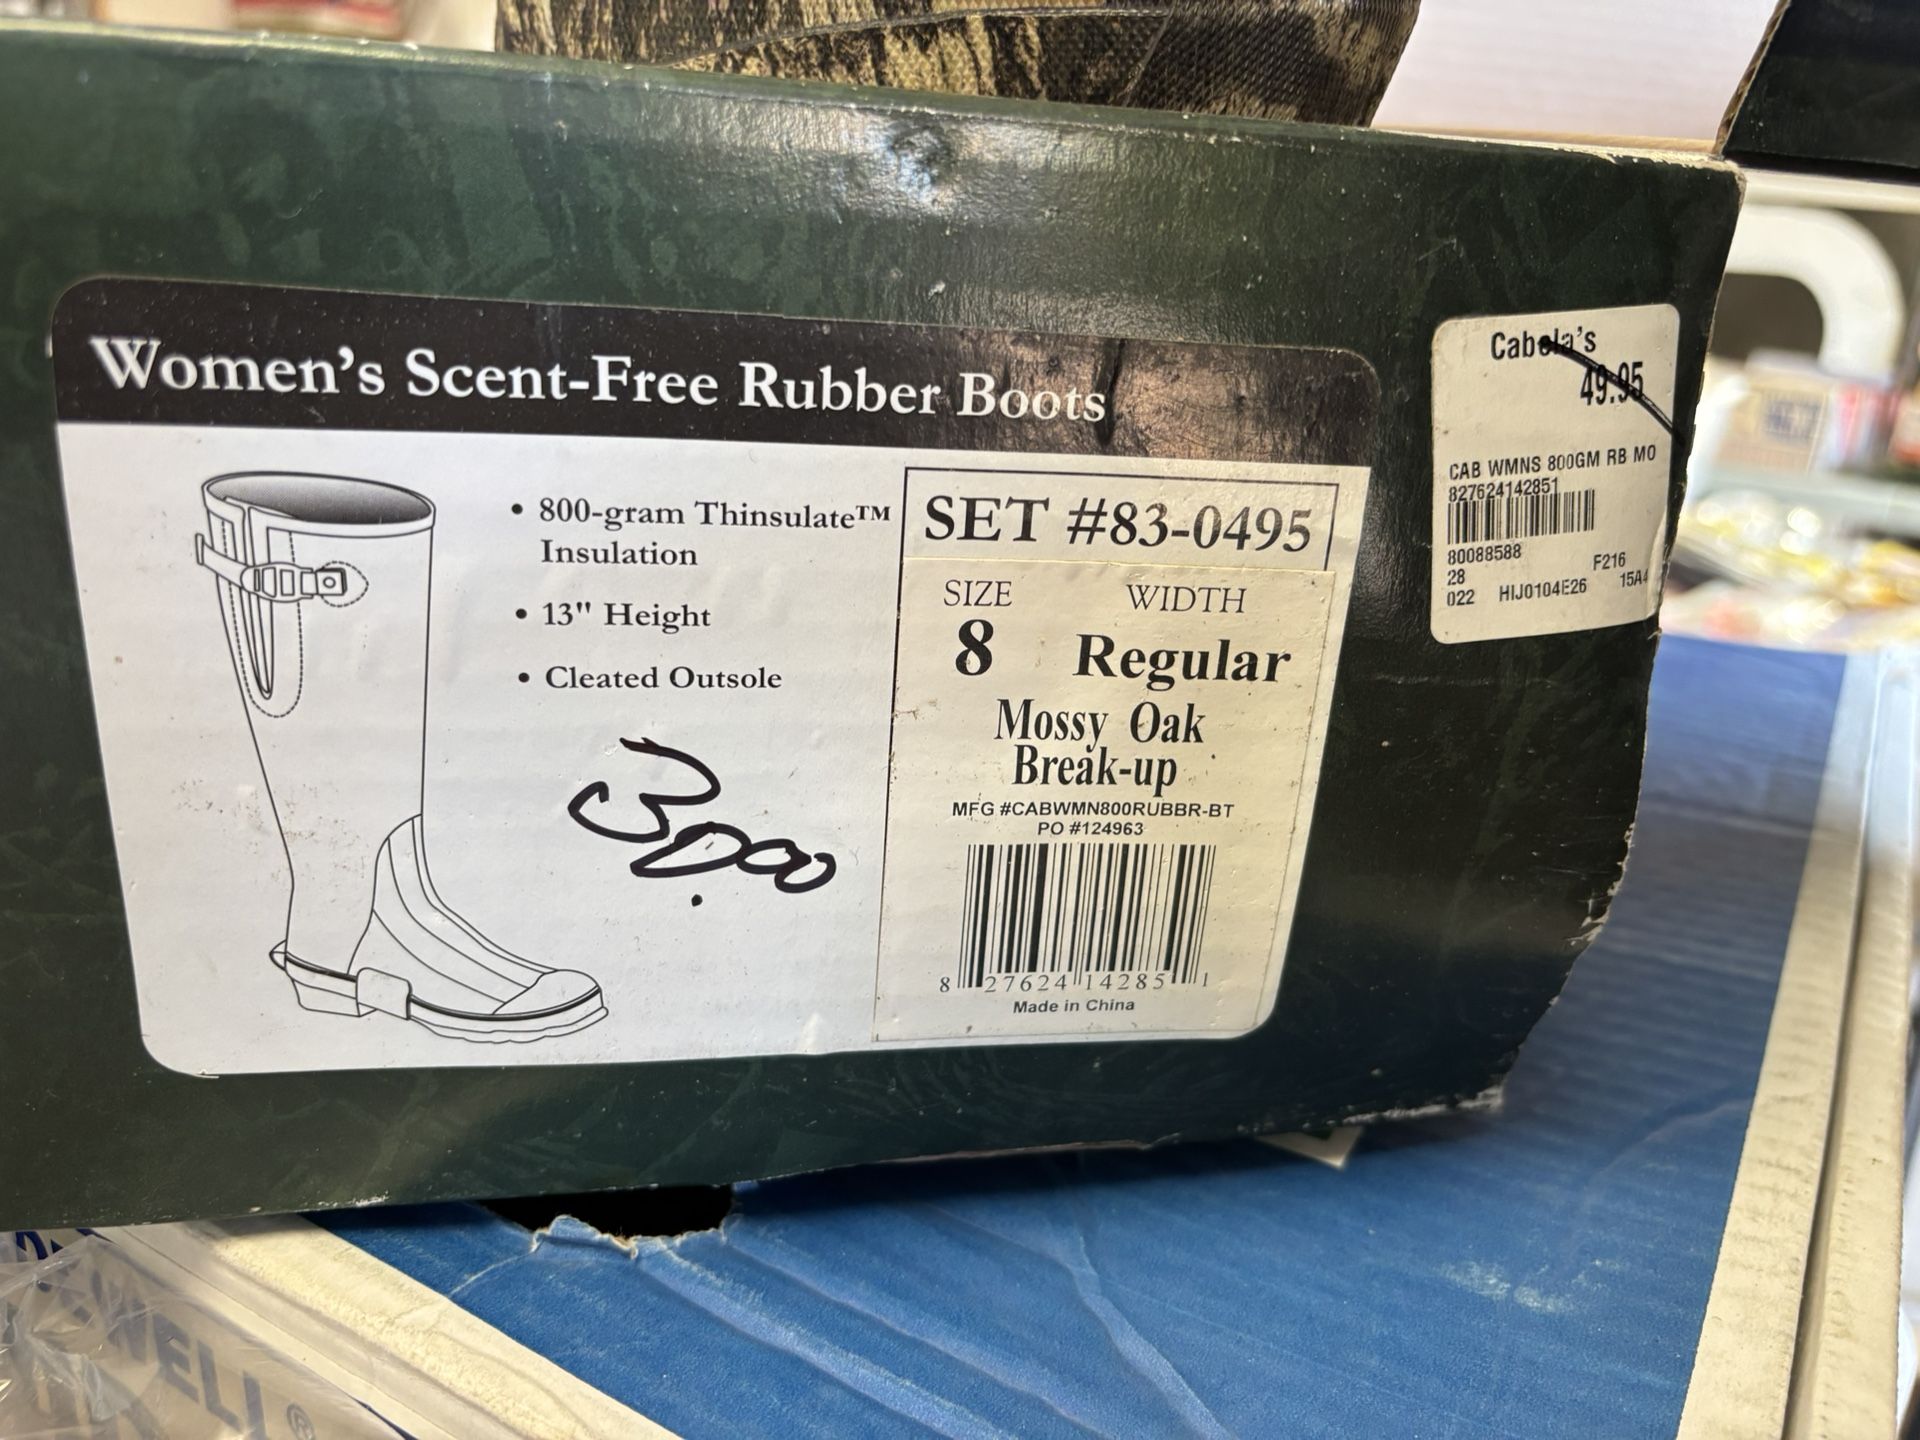 Women's Scent-Free Rubber Boots
• 800-gram Thinsulate™
Insulation
• 13" Height
• Cleated Outsole
30.00
SET #83-0495
SIZE WIDTH
8 Regular
Mossy Oak
Break-up
MFG #CABWMN800RUBBR-BT
PO #124963
8 27624 14285 1
Made in China
Cabela's
49.95
CAB WMNS 800GM RB MO
827624142851
80088588
28 F216
022 HIJ0104E26 15A4
WELL®